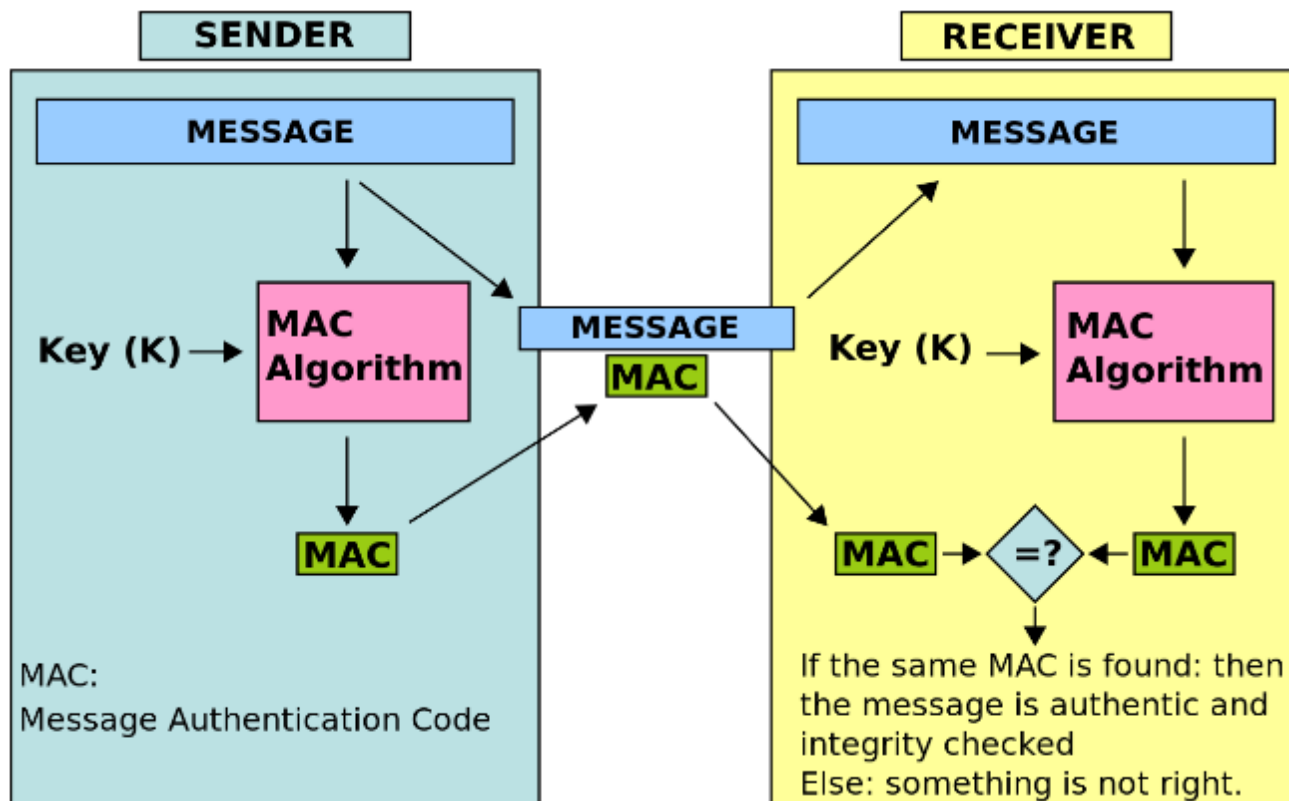 SENDER
MESSAGE
Key (K)
MAC
Algorithm
MAC
MAC:
Message Authentication Code
MESSAGE
MAC
RECEIVER
MESSAGE
Key (K)
MAC
Algorithm
MAC
=?
MAC
If the same MAC is found: then
the message is authentic and
integrity checked
Else: something is not right.